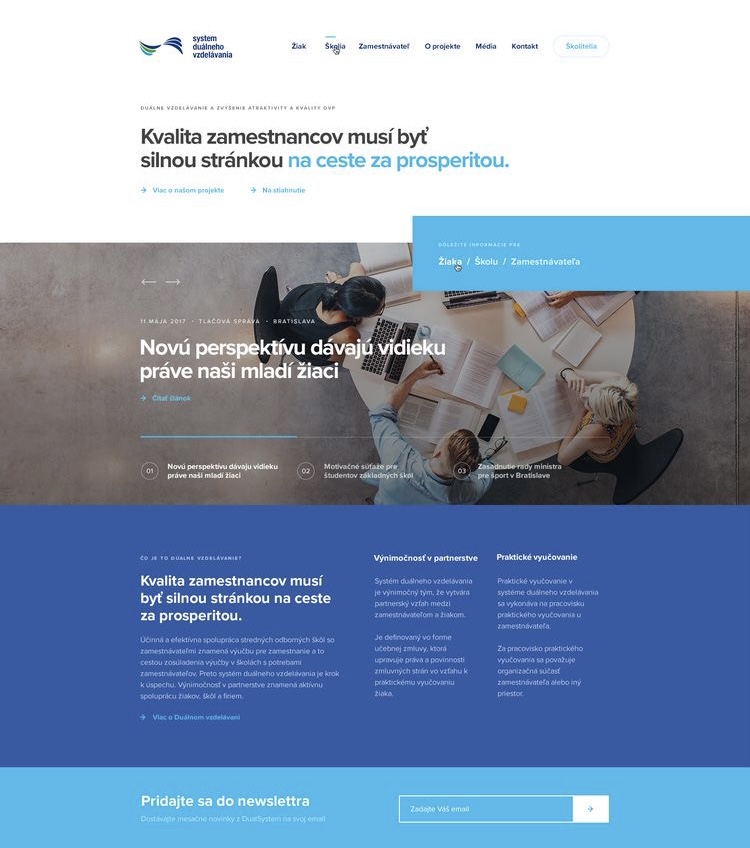 system
duálneho
vzdelávania
Žiak
Školia
Zamestnávateľ
O projekte
Média
Kontakt
Školitelia
DUÁLNE VZDELÁVANIE A ZVÝŠENIE ATRAKTIVITY A KVALITY OVP
Kvalita zamestnancov musí byť
silnou stránkou na ceste za prosperitou.
Viac o našom projekte
Na stiahnutie
DÔLEŽITÉ INFORMÁCIE PRE
Žiaka / Školu / Zamestnávateľa
11 MÁJA 2017 • TLAČOVÁ SPRÁVA • BRATISLAVA
Novú perspektívu dávajú vidieku
práve naši mladí žiaci
Čítať článok
01 Novú perspektívu dávaju vidieku
práve naši mladí žiaci
02 Motivačné súťaže pre
študentov základných škôl
03 Zasadnutie rady ministra
pre šport v Bratislave
ČO JE TO DUÁLNE VZDELÁVANIE?
Kvalita zamestnancov musí
byť silnou stránkou na ceste
za prosperitou.
Účinná a efektívna spolupráca stredných odborných škôl so
zamestnávateľmi znamená výučbu pre zamestnanie a to
cestou zosúladenia výučby v školách s potrebami
zamestnávateľov. Preto systém duálneho vzdelávania je krok
k úspechu. Výnimočnosť v partnerstve znamená aktívnu
spoluprácu žiakov, škôl a firiem.
Viac o Duálnom vzdelávaní
Výnimočnosť v partnerstve
Systém duálneho vzdelávania
je výnimočný tým, že vytvára
partnerský vzťah medzi
zamestnávateľom a žiakom.
Je definovaný vo forme
učebnej zmluvy, ktorá
upravuje práva a povinnosti
zmluvných strán vo vzťahu k
praktickému vyučovaniu
žiaka.
Praktické vyučovanie
Praktické vyučovanie v
systéme duálneho vzdelávania
sa vykonáva na pracovisku
praktického vyučovania u
zamestnávateľa.
Za pracovisko praktického
vyučovania sa považuje
organizačná súčasť
zamestnávateľa alebo iný
priestor.
Pridajte sa do newslettra
Dostávajte mesačne novinky z DualSystem na svoj email
Zadajte Váš email